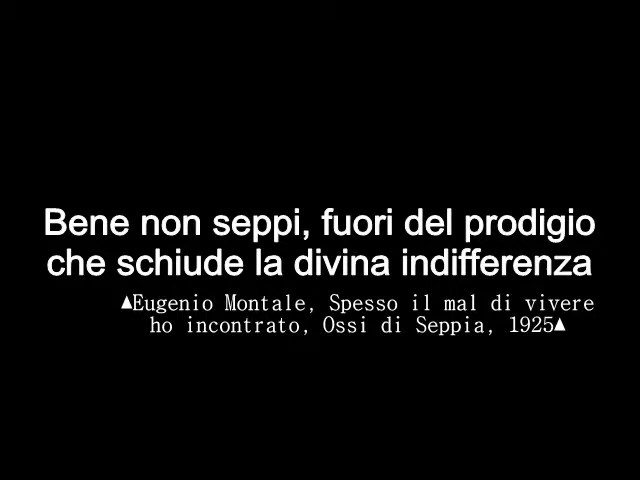 Bene non seppi, fuori del prodigio
che schiude la divina indifferenza
▲Eugenio Montale, Spesso il mal di vivere
ho incontrato, Ossi di Seppia, 1925▲